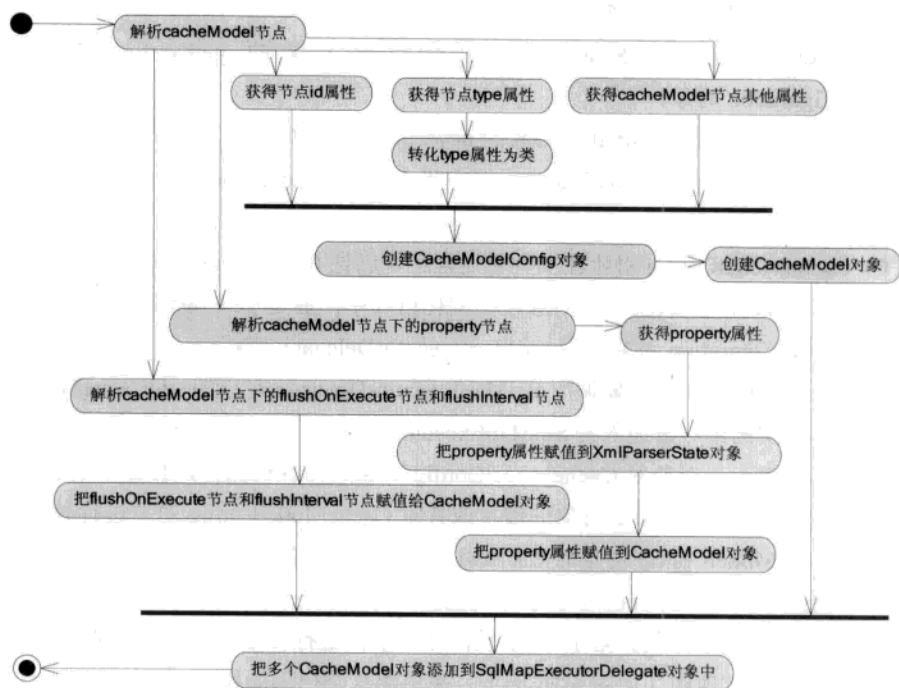 解析cacheModel节点
获得节点id属性
获得节点type属性
获得cacheModel节点其他属性
转化type属性为类
创建CacheModelConfig对象
创建CacheModel对象
解析cacheModel节点下的property节点
获得property属性
解析cacheModel节点下的flushOnExecute节点和flushInterval节点
把property属性赋值到XmlParserState对象
把flushOnExecute节点和flushInterval节点赋值给CacheModel对象
把property属性赋值到CacheModel对象
把多个CacheModel对象添加到SqlMapExecutorDelegate对象中